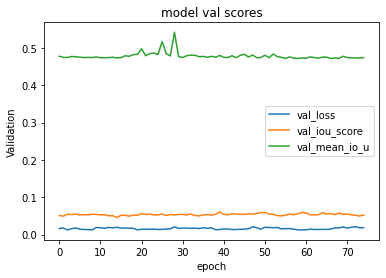 model val scores
Validation
0.5
0.4
0.3
0.2
0.1
0.0
val_loss
val_iou_score
val_mean_io_u
0 10 20 30 40 50 60 70
epoch